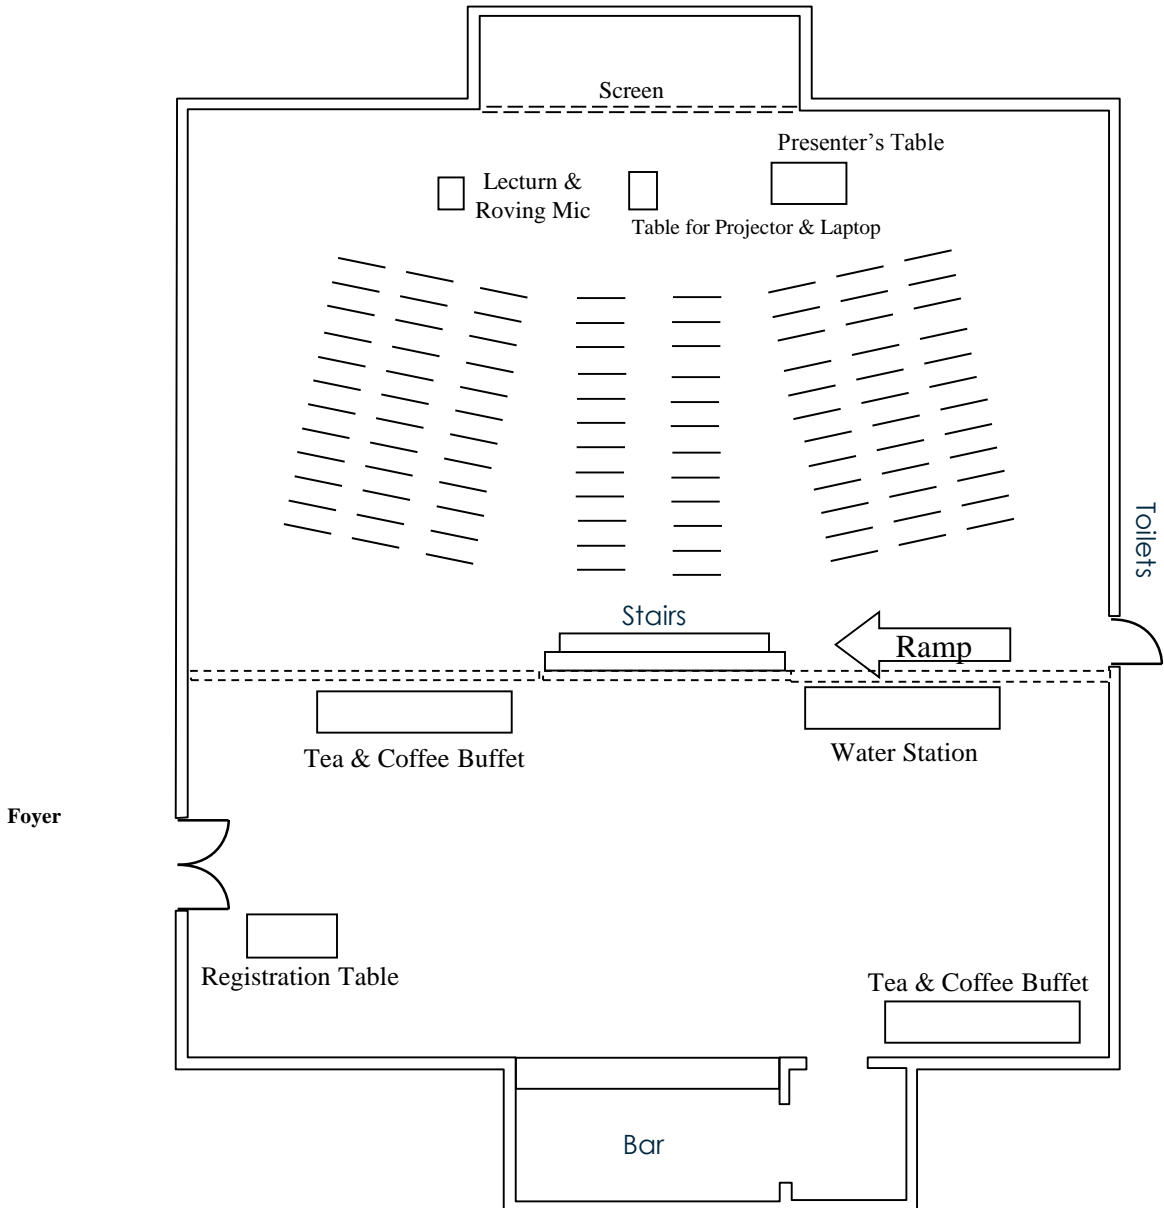 Screen
Presenter's Table
Lecturn &
Roving Mic
Table for Projector & Laptop
Toilets
Stairs
Ramp
Tea & Coffee Buffet
Water Station
Foyer
Registration Table
Tea & Coffee Buffet
Bar